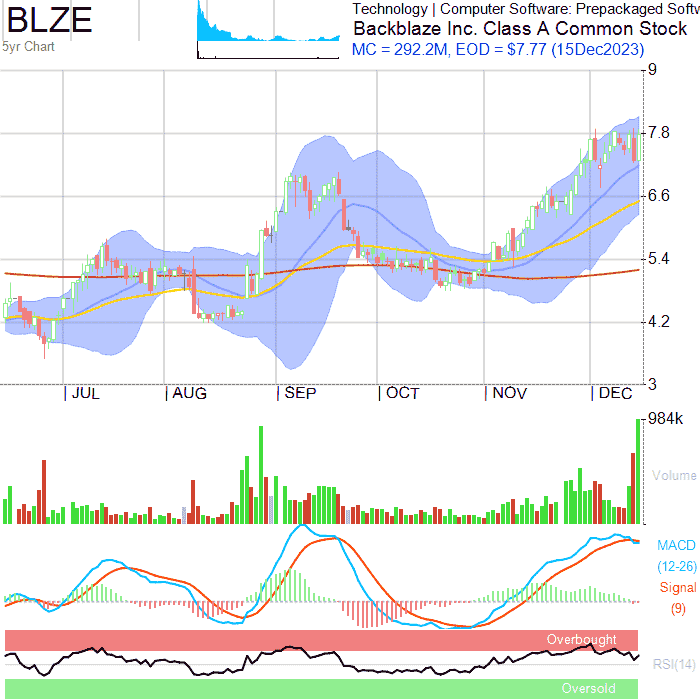 BLZE
5yr Chart
Technology | Computer Software: Prepackaged Softw
Backblaze Inc. Class A Common Stock
MC = 292.2M, EOD = $7.77 (15Dec2023)
9
7.8
6.6
5.4
4.2
3
JUL AUG SEP OCT NOV DEC
984k
Volume
MACD
(12-26)
Signal
(9)
Overbought
RSI(14)
Oversold